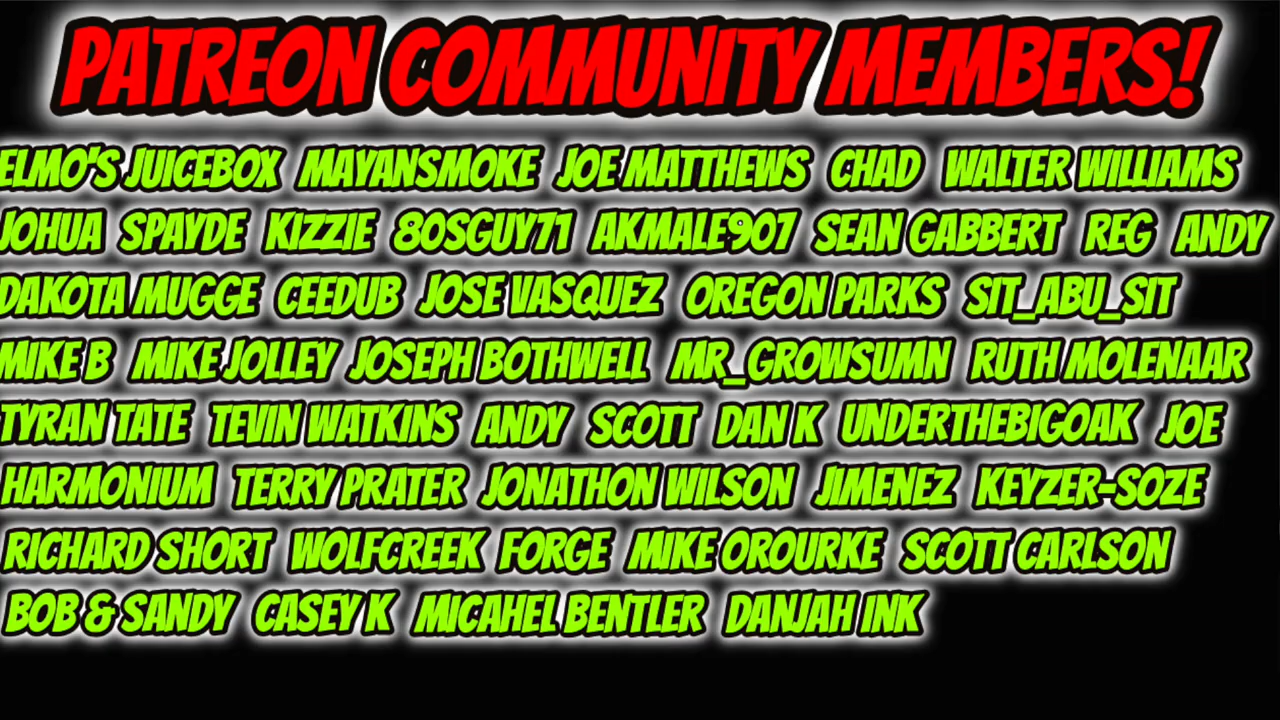 PATREON COMMUNITY MEMBERS!
ELMO'S JUICEBOX MAYANSMOKE JOE MATTHEWS CHAD WALTER WILLIAMS
JOHUA SPAYDE KIZZIE 80SGUY71 AKMALE907 SEAN GABBERT REG ANDY
DAKOTA MUGGE CEEDUB JOSE VASQUEZ OREGON PARKS SIT_ABU_SIT
MIKE B MIKE JOLLEY JOSEPH BOTHWELL MR_GROWSUMN RUTH MOLENAAR
TYRAN TATE TEVIN WATKINS ANDY SCOTT DAN K UNDERTHEBIGOAK JOE
HARMONIUM TERRY PRATER JONATHON WILSON JIMENEZ KEYZER-SOZE
RICHARD SHORT WOLFCREEK FORGE MIKE OROURKE SCOTT CARLSON
BOB & SANDY CASEY K MICAHEL BENTLER DANJAH INK